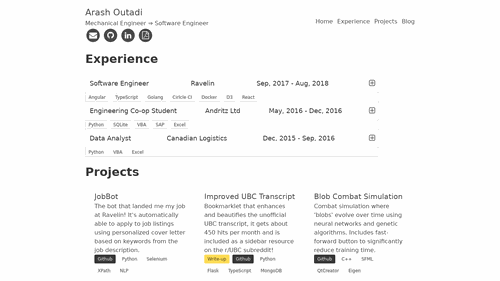 Arash Outadi
Mechanical Engineer → Software Engineer
Home Experience Projects Blog
Experience
Software Engineer Ravelin Sep, 2017 - Aug, 2018
Angular TypeScript Golang Ciricle CI Docker D3 React
Engineering Co-op Student Andritz Ltd May, 2016 - Dec, 2016
Python SQLite VBA SAP Excel
Data Analyst Canadian Logistics Dec, 2015 - Sep, 2016
Python VBA Excel
Projects
JobBot
The bot that landed me my job
at Ravelin! It's automatically
able to apply to job listings
using personalized cover letter
based on keywords from the
job description.
Github Python Selenium
XPath NLP
Improved UBC Transcript
Bookmarklet that enhances
and beautifies the unofficial
UBC transcript, it gets about
450 hits per month and is
included as a sidebar resource
on the r/UBC subreddit!
Write-up Github Python
Flask TypeScript MongoDB
Blob Combat Simulation
Combat simulation where
'blobs' evolve over time using
neural networks and genetic
algorithms. Includes fast-
forward button to significantly
reduce training time.
Github C++ SFML
QtCreator Eigen